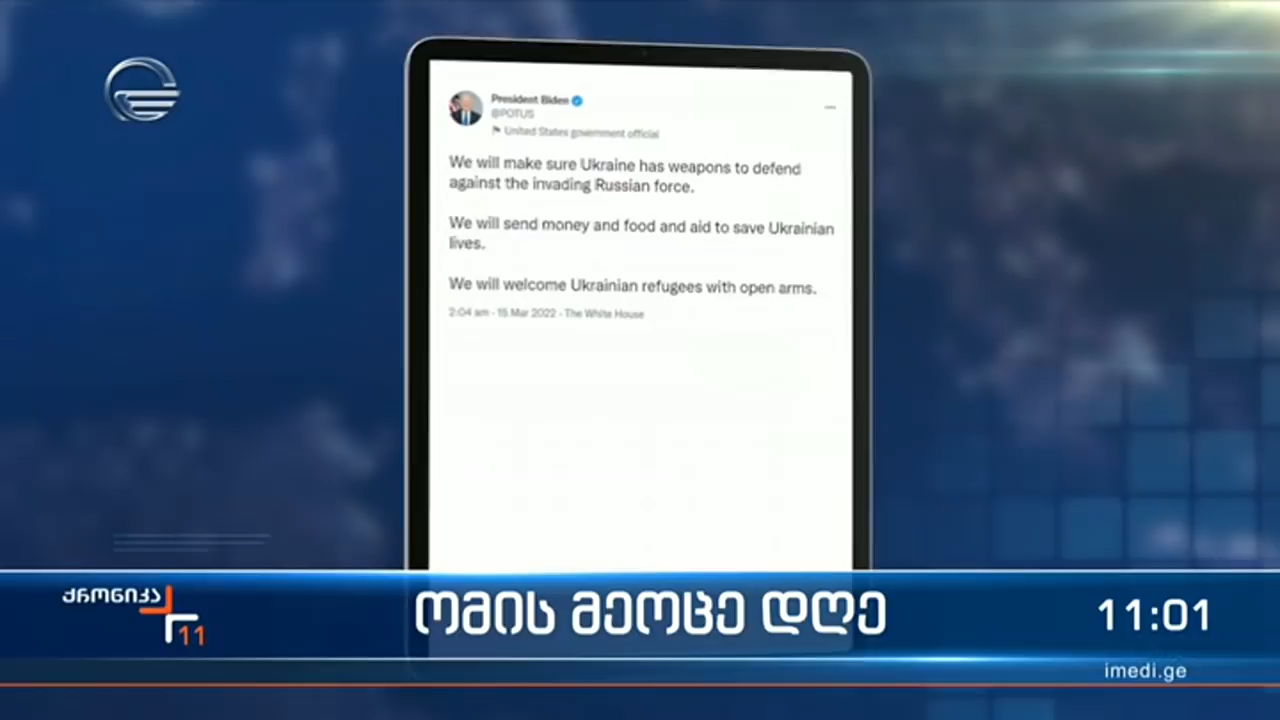 President Biden
@POTUS
United States government official
We will make sure Ukraine has weapons to defend
against the invading Russian force.
We will send money and food and aid to save Ukrainian
lives.
We will welcome Ukrainian refugees with open arms.
2:04 am - 15 Mar 2022 - The White House
ქრონიკა
11
ომის მეოცე დღე
11:01
imedi.ge